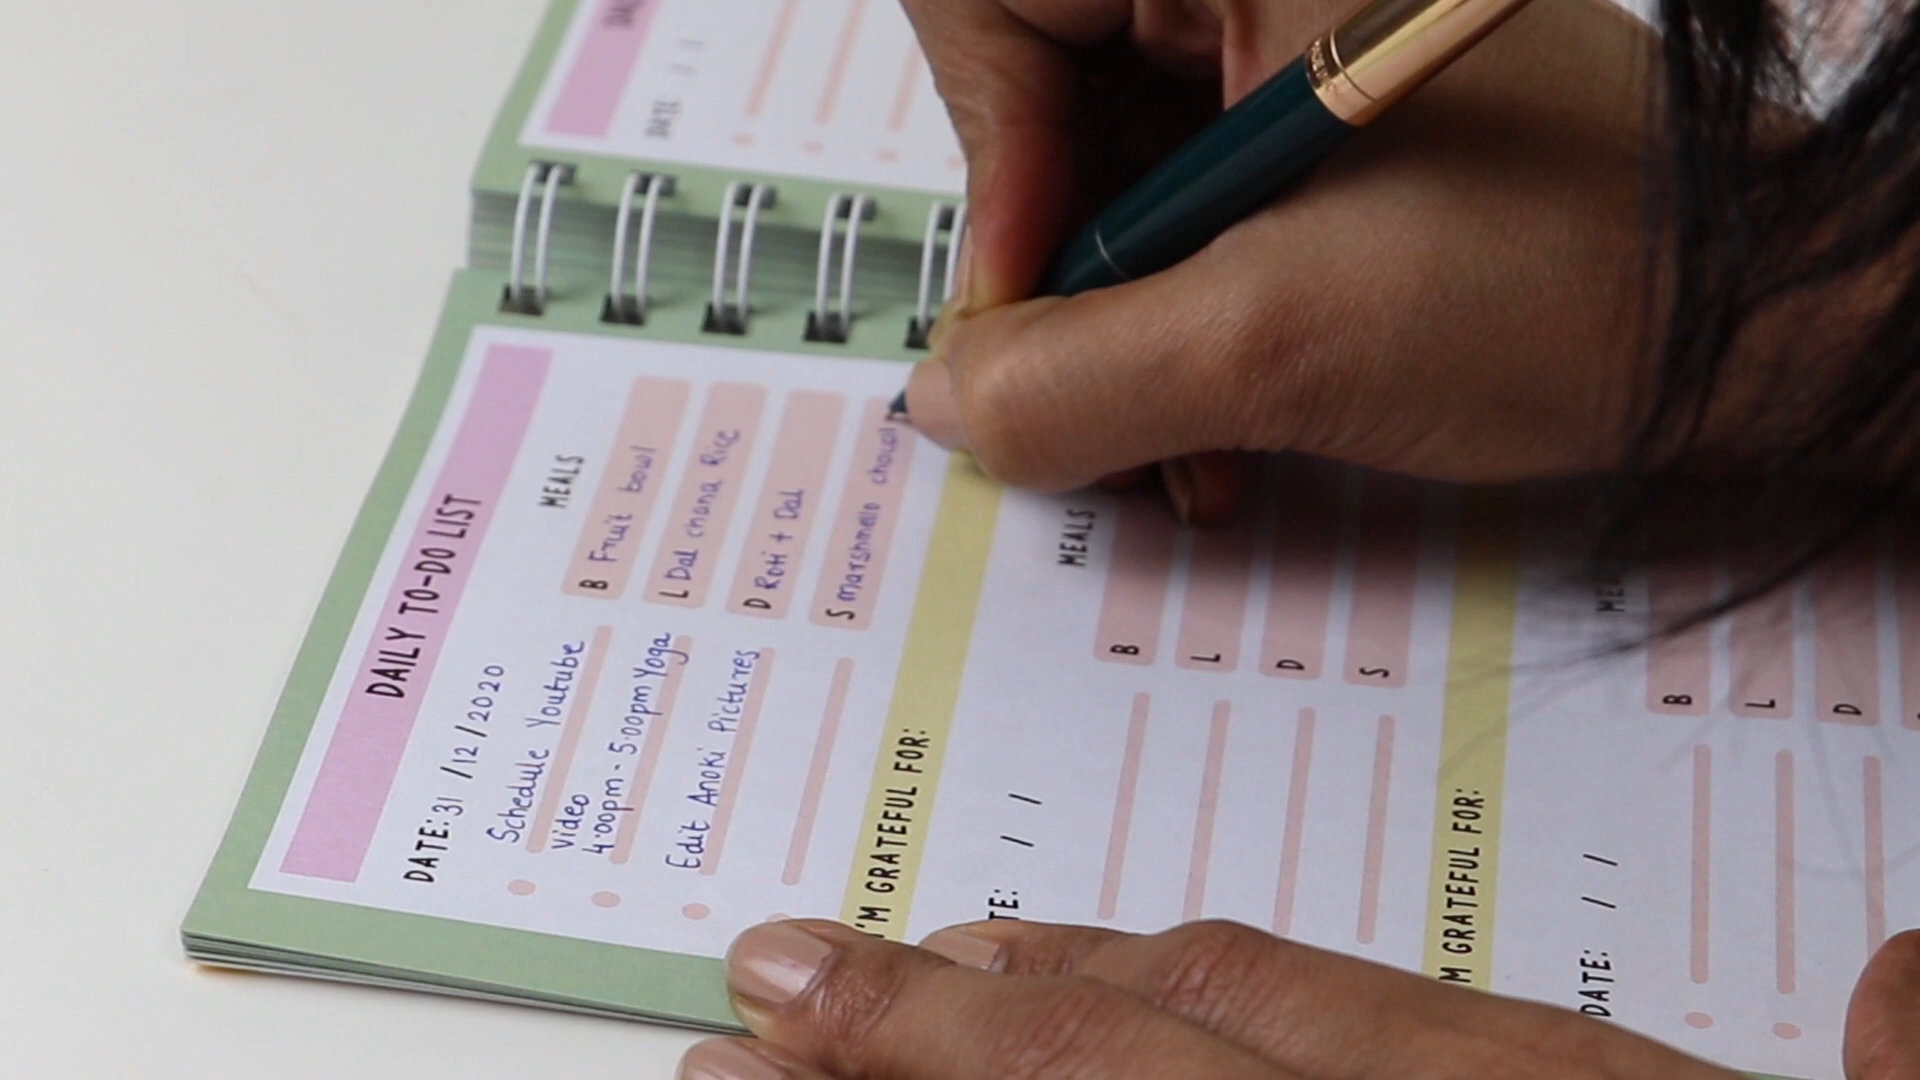 DAILY TO-DO LIST
DATE: 31/12/2020
MEALS
Schedule Youtube
video
4:00pm - 5:00pm Yoga
Edit Anoki Pictures
B Fruit bowl
L Dal chana Rice
D Roti + Dal
S marshmello
I'M GRATEFUL FOR:
TE: / /
MEALS
B
L
D
S
M GRATEFUL FOR:
DATE: / /
B
L
D
DATE: / /